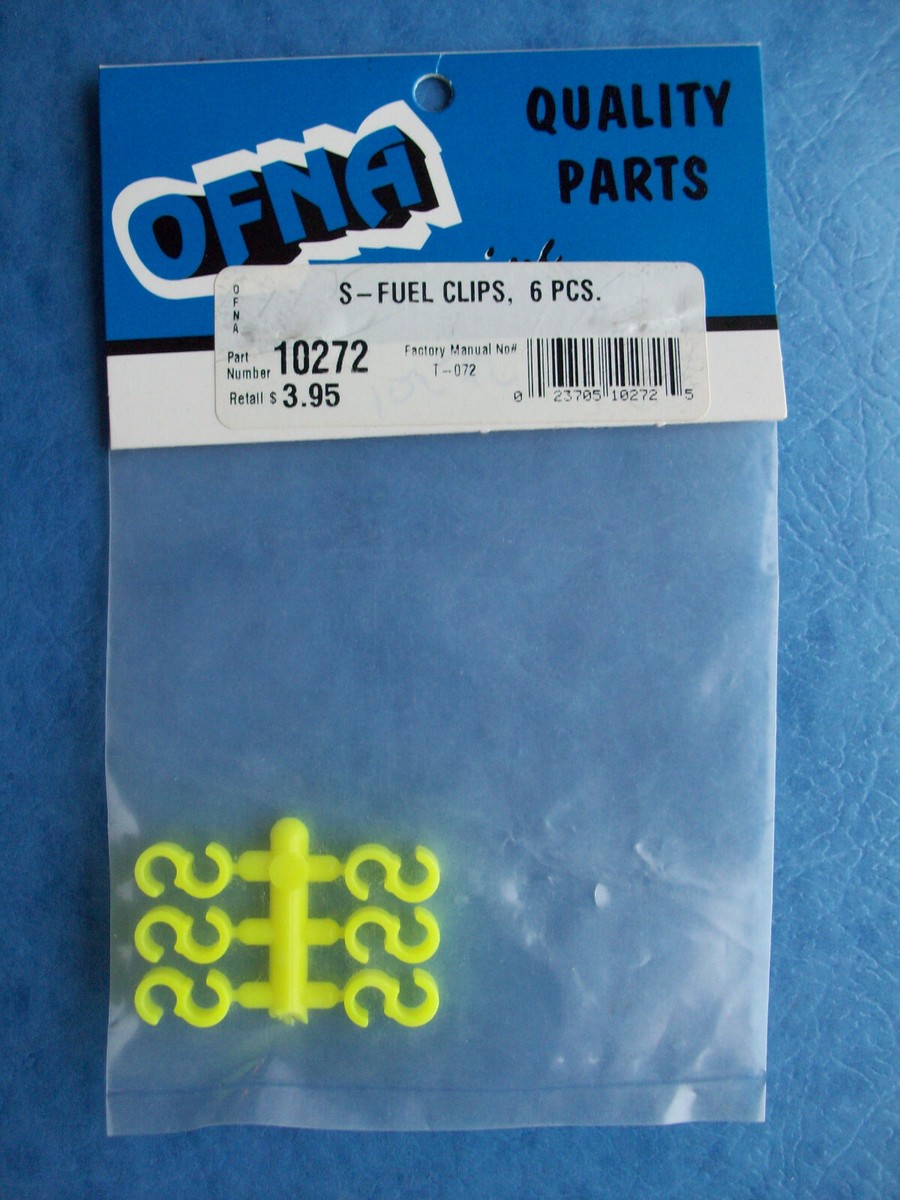 OFNA
QUALITY
PARTS
OFNA
S-FUEL CLIPS, 6 PCS.
Part Number 10272
Factory Manual No#
T-072
Retail $ 3.95
0 23705 10272 5